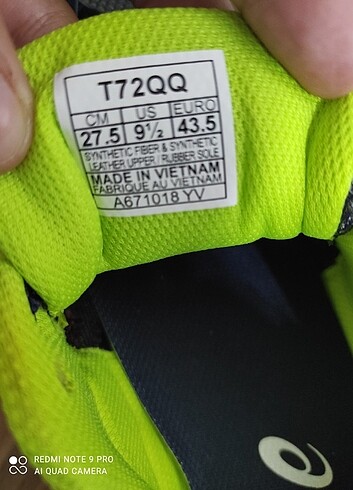 T72QQ
CM US EURO
27.5 9½ 43.5
SYNTHETIC FIBER & SYNTHETIC
LEATHER UPPER / RUBBER SOLE
MADE IN VIETNAM
FABRIQUE AU VIETNAM
A671018 YV
REDMI NOTE 9 PRO
AI QUAD CAMERA